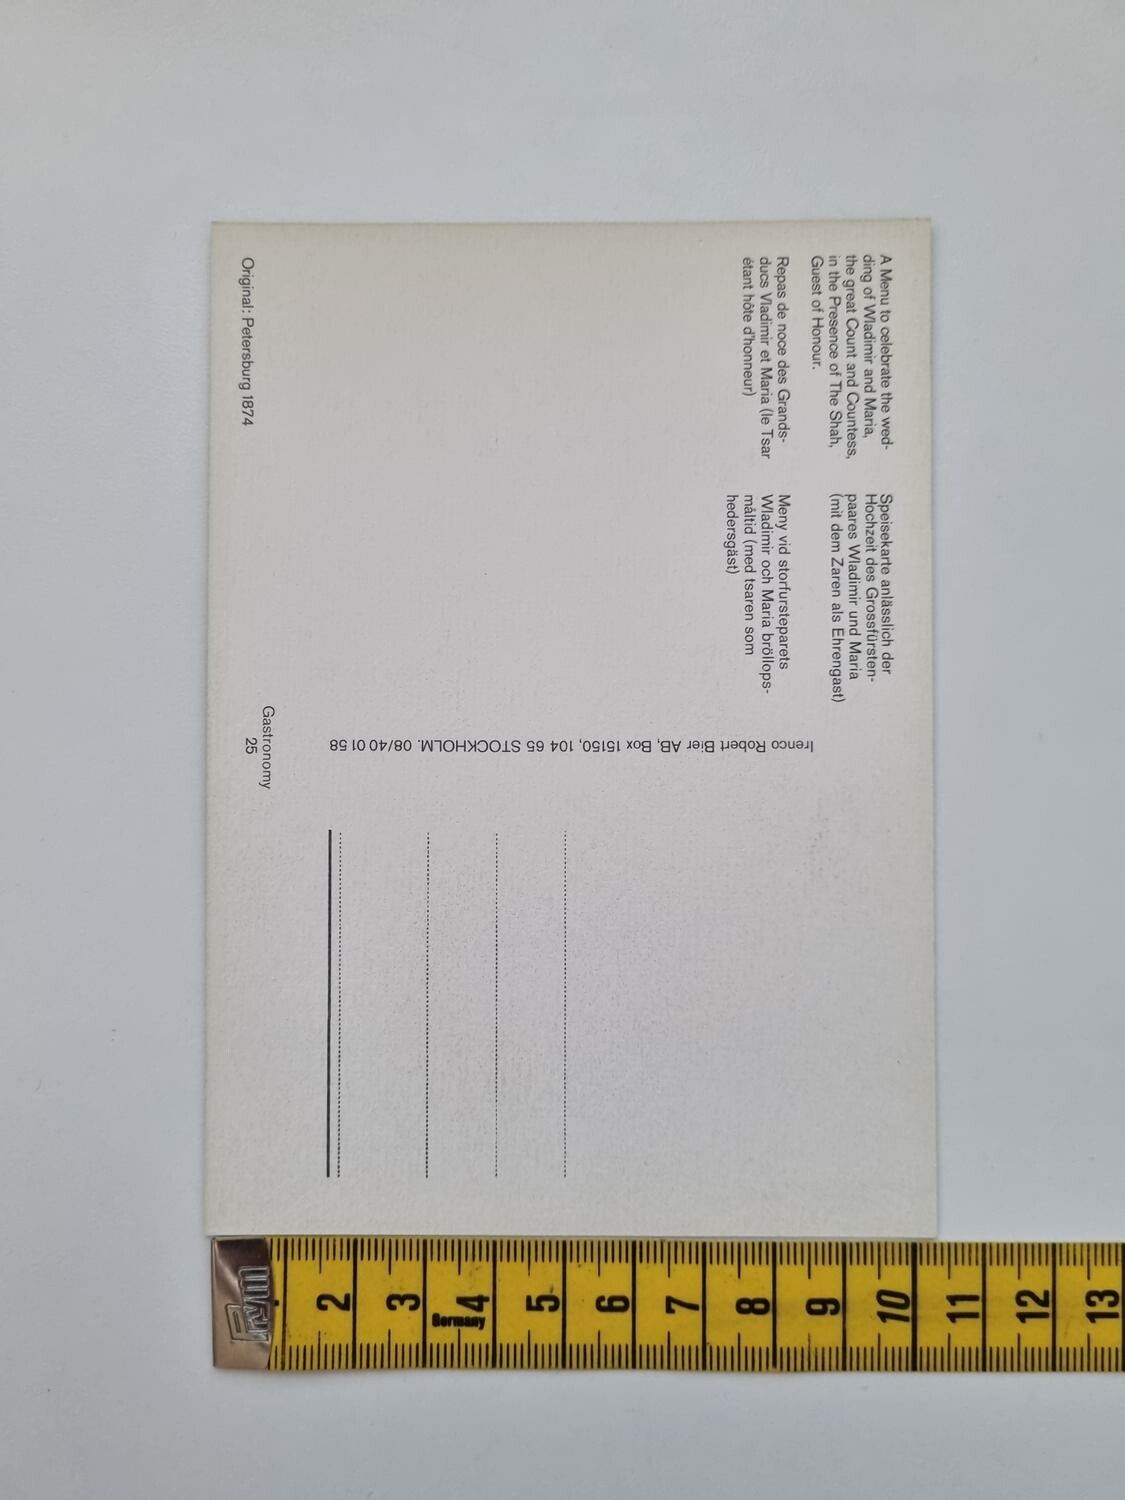 A Menu to celebrate the wed-
ding of Wladimir and Maria,
the great Count and Countess,
in the Presence of The Shah,
Guest of Honour.
Speisekarte anlässlich der
Hochzeit des Grossfürsten-
paares Wladimir und Maria
(mit dem Zaren als Ehrengast)
Repas de noce des Grands-
ducs Vladimir et Maria (le Tsar
étant hôte d'honneur)
Meny vid storfursteparets
Wladimir och Maria bröllops-
måltid (med tsaren som
hedersgäst)
Irenco Robert Bier AB, Box 15150, 104 65 STOCKHOLM. 08/40 01 58
Gastronomy
25
Original: Petersburg 1874
Prym
2 3 4 5 6 7 8 9 10 11 12 13
Germany